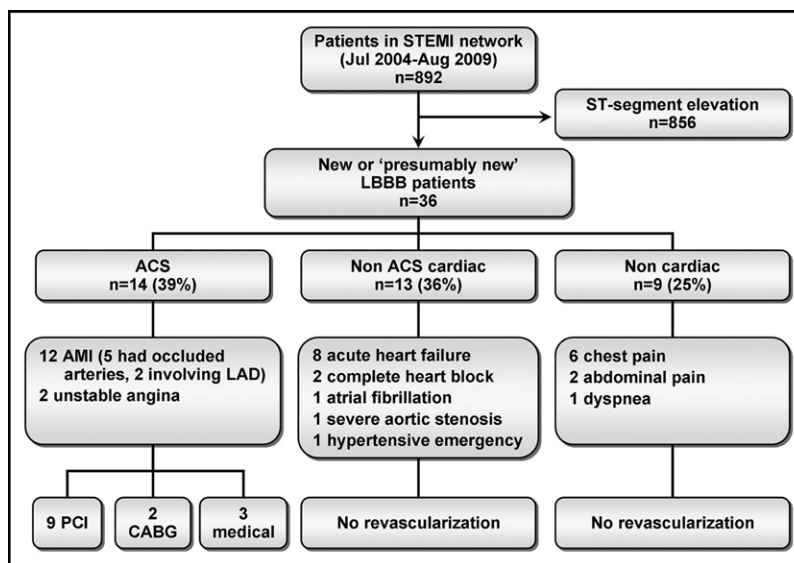 Patients in STEMI network
(Jul 2004-Aug 2009)
n=892
ST-segment elevation
n=856
New or ‘presumably new’
LBBB patients
n=36
ACS
n=14 (39%)
Non ACS cardiac
n=13 (36%)
Non cardiac
n=9 (25%)
12 AMI (5 had occluded
arteries, 2 involving LAD)
2 unstable angina
8 acute heart failure
2 complete heart block
1 atrial fibrillation
1 severe aortic stenosis
1 hypertensive emergency
6 chest pain
2 abdominal pain
1 dyspnea
9 PCI
2
CABG
3
medical
No revascularization
No revascularization